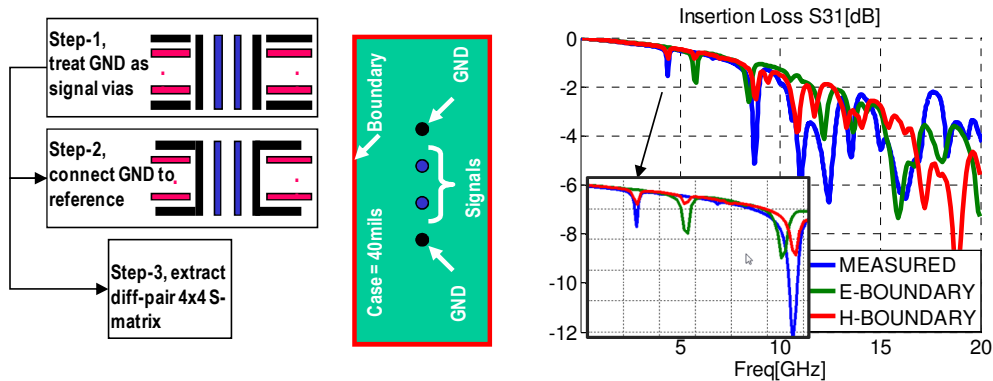 Step-1,
treat GND as
signal vias
Step-2,
connect GND to
reference
Step-3, extract
diff-pair 4x4 S-
matrix
Boundary
Case = 40mils
GND
Signals
GND
Insertion Loss S31[dB]
0
-2
-4
-6
-8
-10
-12
5
10
15
20
Freq[GHz]
MEASURED
E-BOUNDARY
H-BOUNDARY